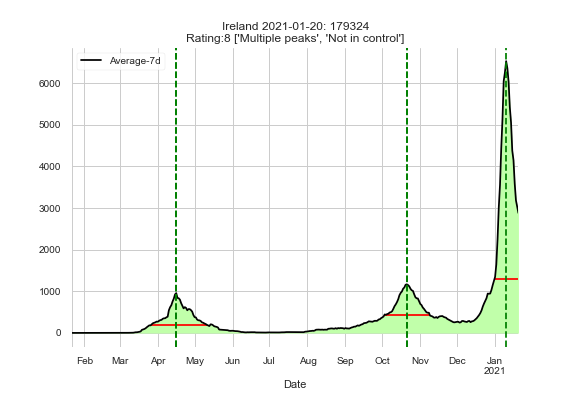 Ireland 2021-01-20: 179324
Rating:8 ['Multiple peaks', 'Not in control']
Average-7d
6000
5000
4000
3000
2000
1000
0
Feb Mar Apr May Jun Jul Aug Sep Oct Nov Dec Jan
2021
Date